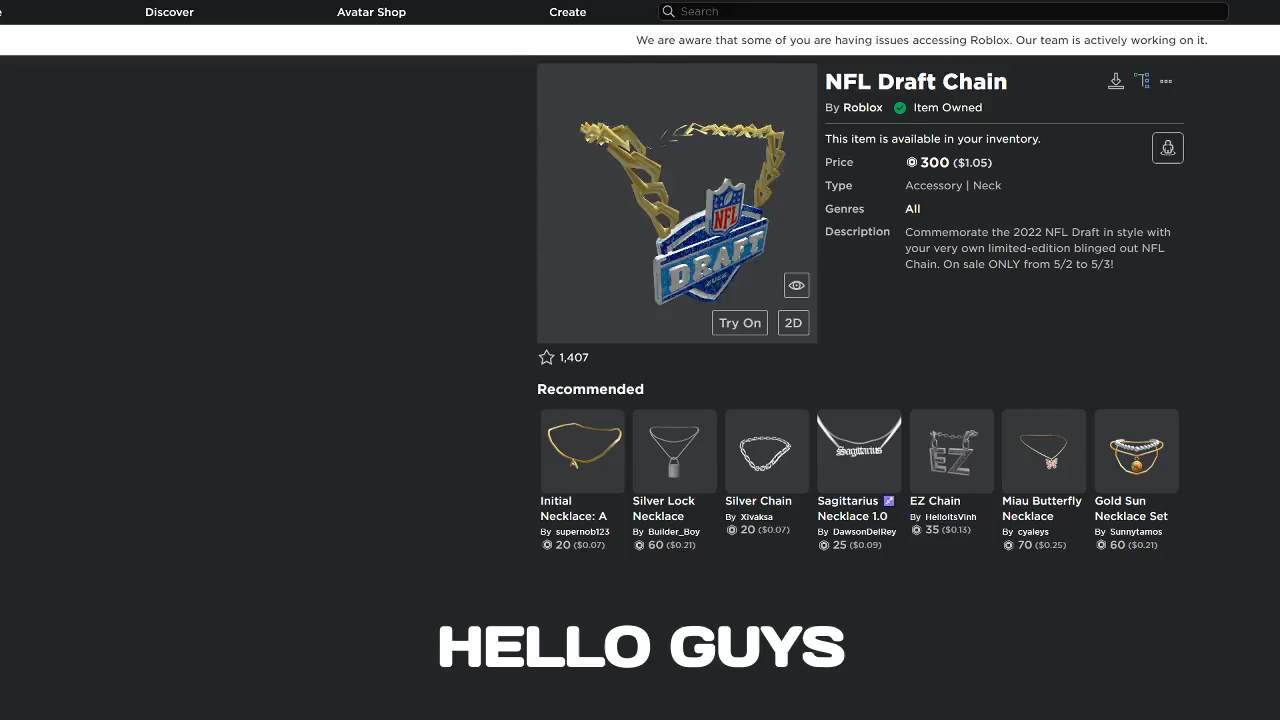 Discover
Avatar Shop
Create
Search
We are aware that some of you are having issues accessing Roblox. Our team is actively working on it.
NFL Draft Chain
By Roblox Item Owned
This item is available in your inventory.
Price 300 ($1.05)
Type Accessory | Neck
Genres All
Description Commemorate the 2022 NFL Draft in style with
your very own limited-edition blinged out NFL
Chain. On sale ONLY from 5/2 to 5/3!
NFL
DRAFT
Try On
2D
1,407
Recommended
Initial
Necklace: A
By supernob123
20 ($0.07)
Silver Lock
Necklace
By Builder_Boy
60 ($0.21)
Silver Chain
By Xivaksa
20 ($0.07)
Sagittarius
Sagittarius
Necklace 1.0
By DawsonDelRey
25 ($0.09)
EZ
EZ Chain
By HelloItsVinh
35 ($0.13)
Miau Butterfly
Necklace
By cyaleys
70 ($0.25)
Gold Sun
Necklace Set
By Sunnytamos
60 ($0.21)
HELLO GUYS